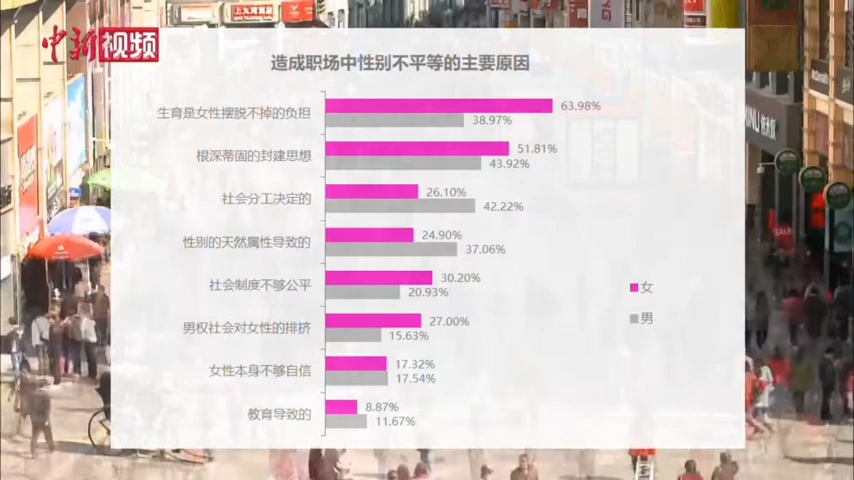 上九湾酒店
中新视频
造成职场中性别不平等的主要原因
生育是女性摆脱不掉的负担
63.98%
38.97%
根深蒂固的封建思想
51.81%
43.92%
社会分工决定的
26.10%
42.22%
性别的天然属性导致的
24.90%
37.06%
社会制度不够公平
30.20%
20.93%
男权社会对女性的排挤
27.00%
15.63%
女性本身不够自信
17.32%
17.54%
教育导致的
8.87%
11.67%
女
男
SALE